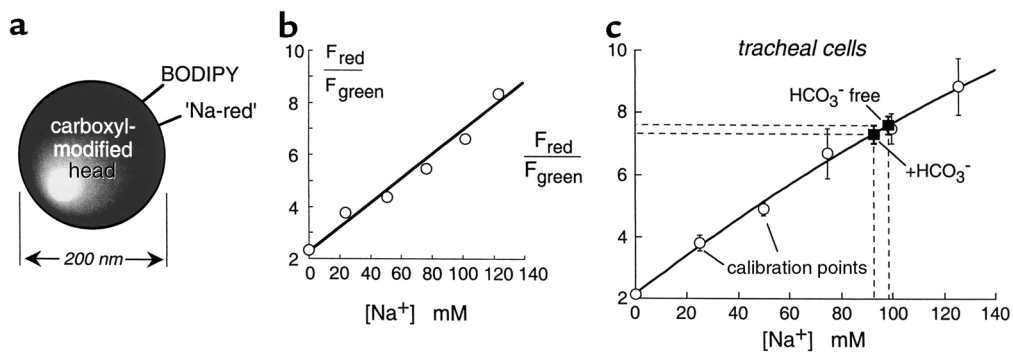 a
BODIPY
'Na-red'
carboxyl-
modified
head
200 nm
b
10
8
6
4
2
F red
F green
0 20 40 60 80 100 120 140
[Na+] mM
c
tracheal cells
10
8
6
4
2
F red
F green
HCO3- free
+HCO3-
calibration points
0 20 40 60 80 100 120 140
[Na+] mM